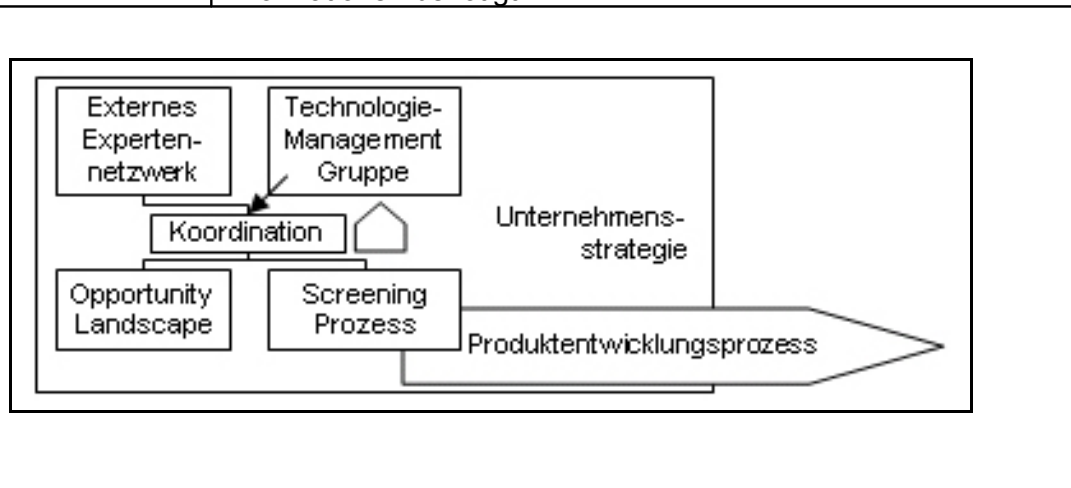 Externes
Experten-
netzwerk
Technologie-
Management
Gruppe
Koordination
Unternehmens-
strategie
Opportunity
Landscape
Screening
Prozess
Produktentwicklungsprozess